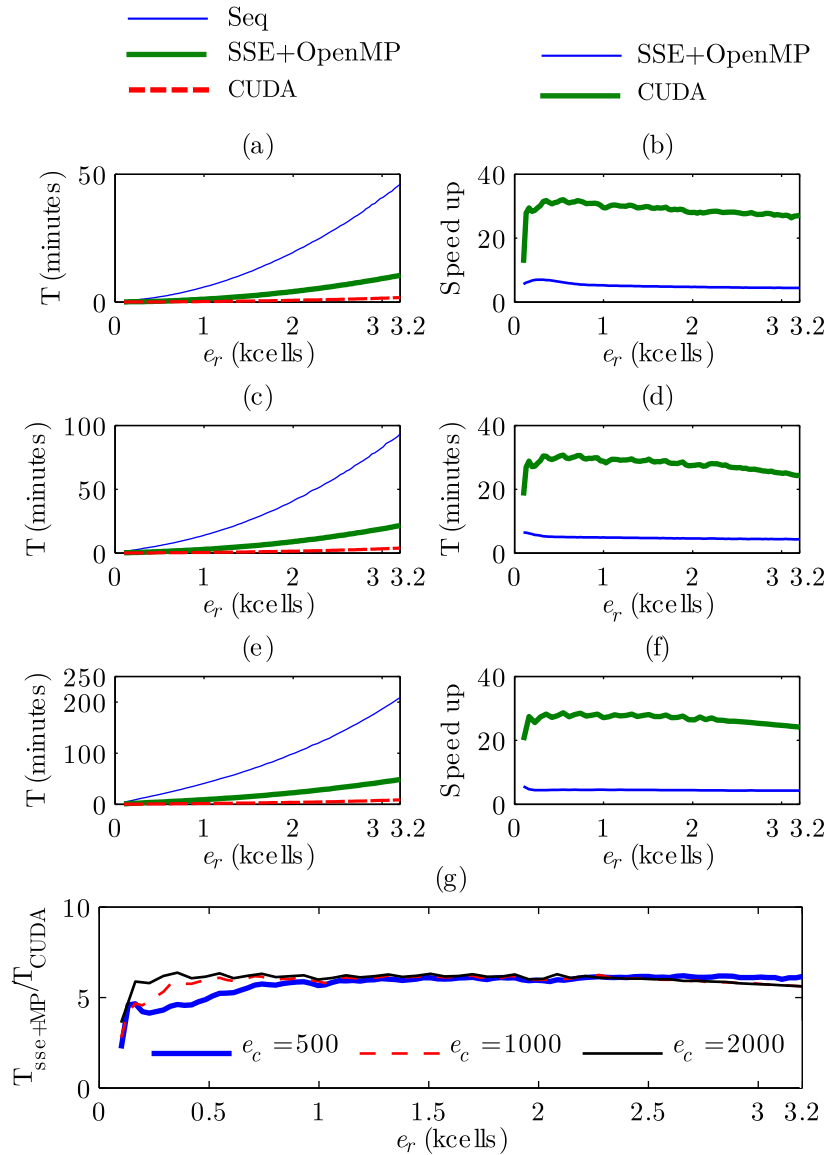 Seq
SSE+OpenMP
CUDA
SSE+OpenMP
CUDA
(a)
(b)
T (minutes)
50
0
0 1 2 3 3.2
e_r (kcells)
Speed up
40
20
0
0 1 2 3 3.2
e_r (kcells)
(c)
(d)
T (minutes)
100
50
0
0 1 2 3 3.2
e_r (kcells)
T (minutes)
40
20
0
0 1 2 3 3.2
e_r (kcells)
(e)
(f)
T (minutes)
250
200
100
50
0
0 1 2 3 3.2
e_r (kcells)
Speed up
40
20
0
0 1 2 3 3.2
e_r (kcells)
(g)
T_sse+MP/T_CUDA
10
5
0
e_c =500
e_c =1000
e_c =2000
0 0.5 1 1.5 2 2.5 3 3.2
e_r (kcells)